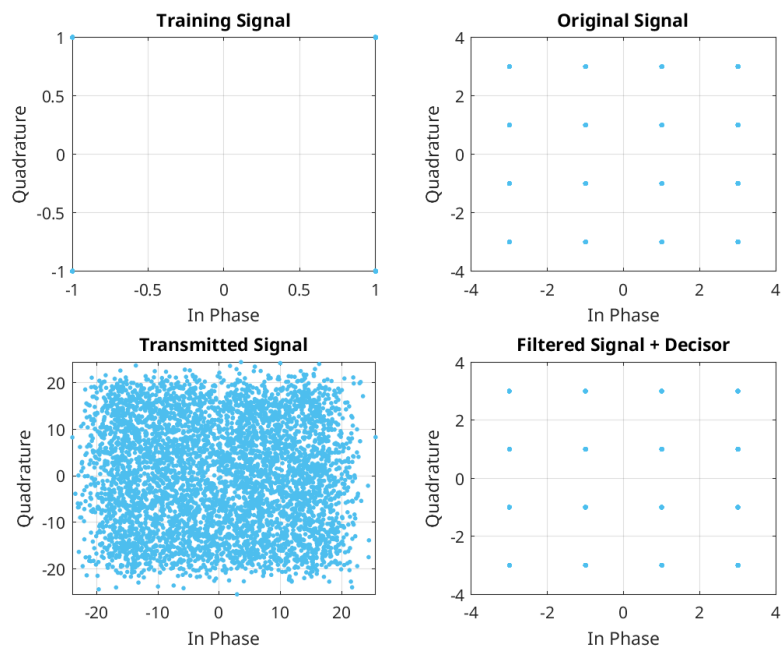 Training Signal
1
0.5
0
-0.5
-1
Quadrature
-1 -0.5 0 0.5 1
In Phase
Original Signal
4
2
0
-2
-4
Quadrature
-4 -2 0 2 4
In Phase
Transmitted Signal
20
10
0
-10
-20
Quadrature
-20 -10 0 10 20
In Phase
Filtered Signal + Decisor
4
2
0
-2
-4
Quadrature
-4 -2 0 2 4
In Phase